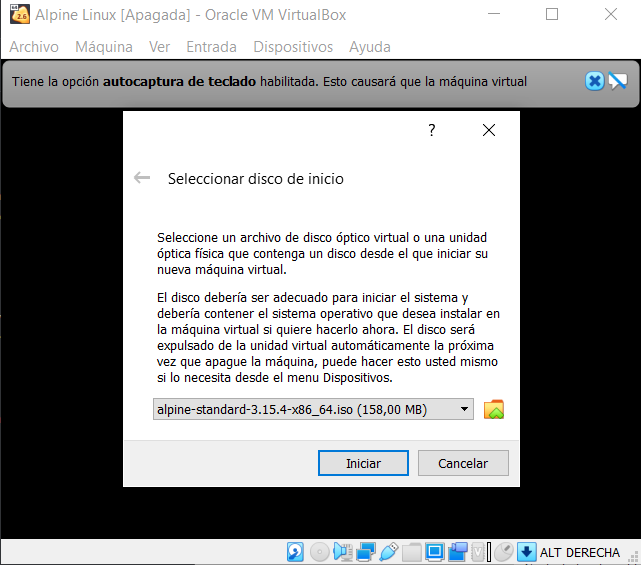 Alpine Linux [Apagada] - Oracle VM VirtualBox
Archivo Máquina Ver Entrada Dispositivos Ayuda
Tiene la opción autocaptura de teclado habilitada. Esto causará que la máquina virtual
?
Seleccionar disco de inicio
Seleccione un archivo de disco óptico virtual o una unidad
óptica física que contenga un disco desde el que iniciar su
nueva máquina virtual.
El disco debería ser adecuado para iniciar el sistema y
debería contener el sistema operativo que desea instalar en
la máquina virtual si quiere hacerlo ahora. El disco será
expulsado de la unidad virtual automáticamente la próxima
vez que apague la máquina, puede hacer esto usted mismo
si lo necesita desde el menu Dispositivos.
alpine-standard-3.15.4-x86_64.iso (158,00 MB)
Iniciar Cancelar
ALT DERECHA